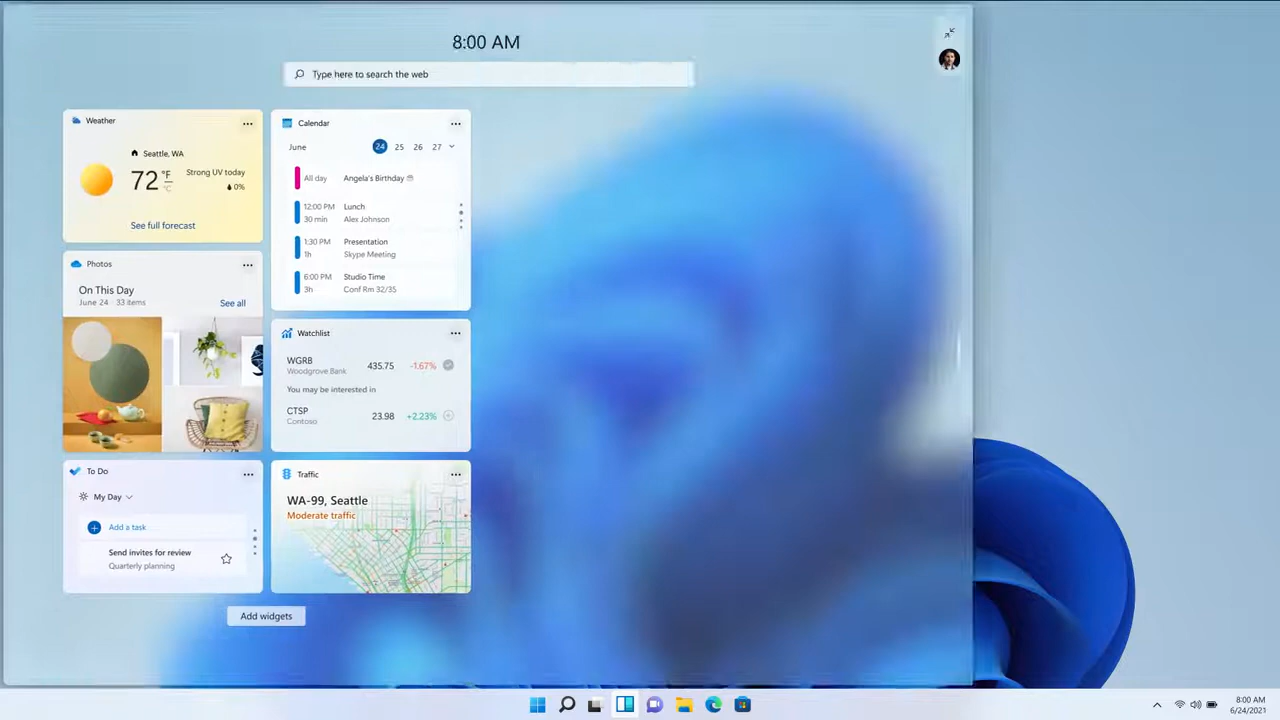 8:00 AM
Type here to search the web
Weather
Seattle, WA
72 °F
°C
Strong UV today
0%
See full forecast
Photos
On This Day
June 24 · 33 items
See all
To Do
My Day
Add a task
Send invites for review
Quarterly planning
Calendar
June 24 25 26 27
All day Angela's Birthday
12:00 PM Lunch
30 min Alex Johnson
1:30 PM Presentation
1h Skype Meeting
6:00 PM Studio Time
3h Conf Rm 32/35
Watchlist
WGRB 435.75 -1.67%
Woodgrove Bank
You may be interested in
CTSP 23.98 +2.23%
Contoso
Traffic
WA-99, Seattle
Moderate traffic
Add widgets
8:00 AM
6/24/2021